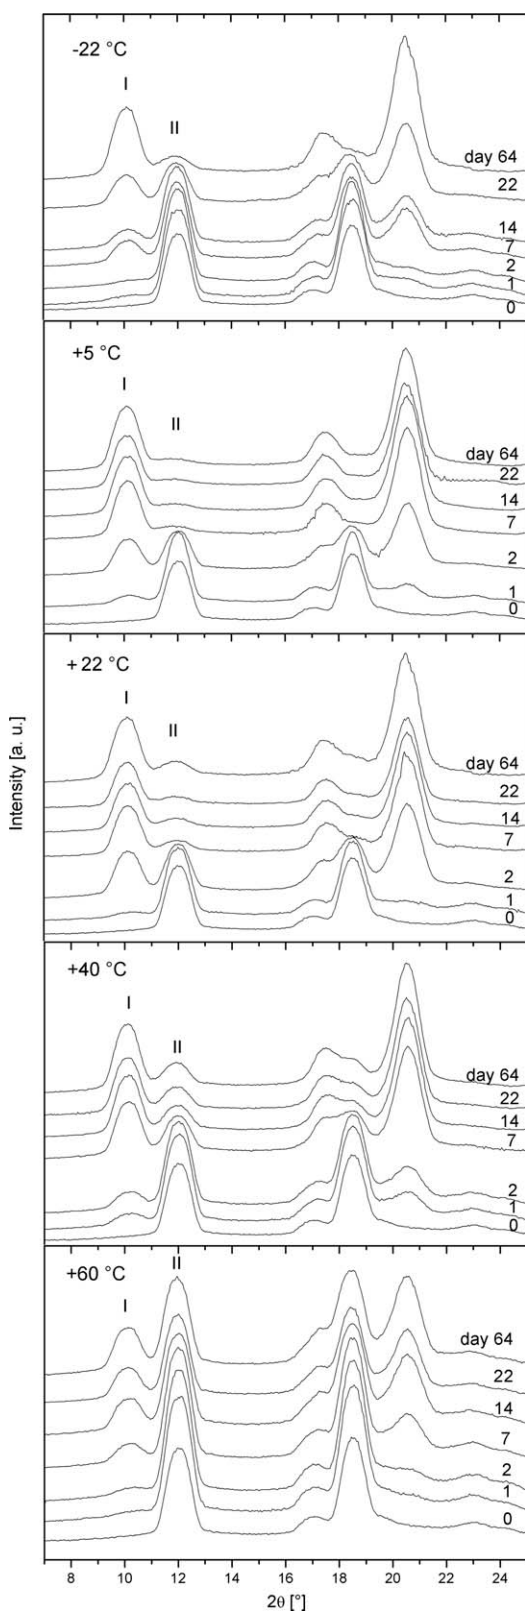 -22 °C
I
II
day 64
22
14
7
2
1
0
+5 °C
I
II
day 64
22
14
7
2
1
0
+ 22 °C
I
II
day 64
22
14
7
2
1
0
Intensity [a. u.]
+40 °C
I
II
day 64
22
14
7
2
1
0
+60 °C
I
II
day 64
22
14
7
2
1
0
8 10 12 14 16 18 20 22 24
2θ [°]